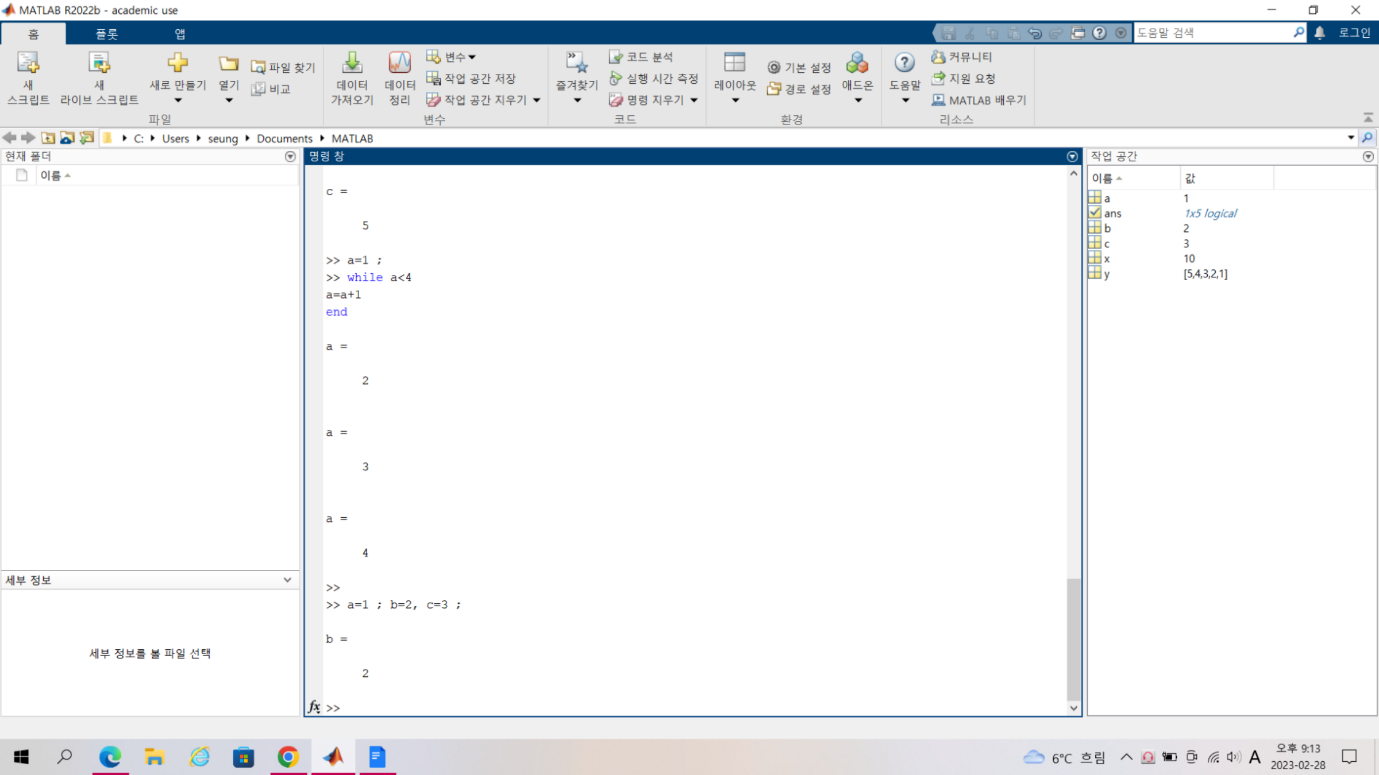 MATLAB R2022b - academic use
홈 플롯 앱
도움말 검색
로그인
새 스크립트
새 라이브 스크립트
새로 만들기
열기
파일 찾기
비교
파일
데이터 가져오기
데이터 정리
변수
작업 공간 저장
작업 공간 지우기
변수
즐겨찾기
코드 분석
실행 시간 측정
명령 지우기
코드
레이아웃
기본 설정
경로 설정
애드온
환경
도움말
커뮤니티
지원 요청
MATLAB 배우기
리소스
C: Users seung Documents MATLAB
현재 폴더
이름
세부 정보
세부 정보를 볼 파일 선택
명령 창
c =
5
>> a=1 ;
>> while a<4
a=a+1
end
a =
2
a =
3
a =
4
>>
>> a=1 ; b=2, c=3 ;
b =
2
fx >>
작업 공간
이름 값
a 1
ans 1x5 logical
b 2
c 3
x 10
y [5,4,3,2,1]
6°C 흐림
A
오후 9:13
2023-02-28